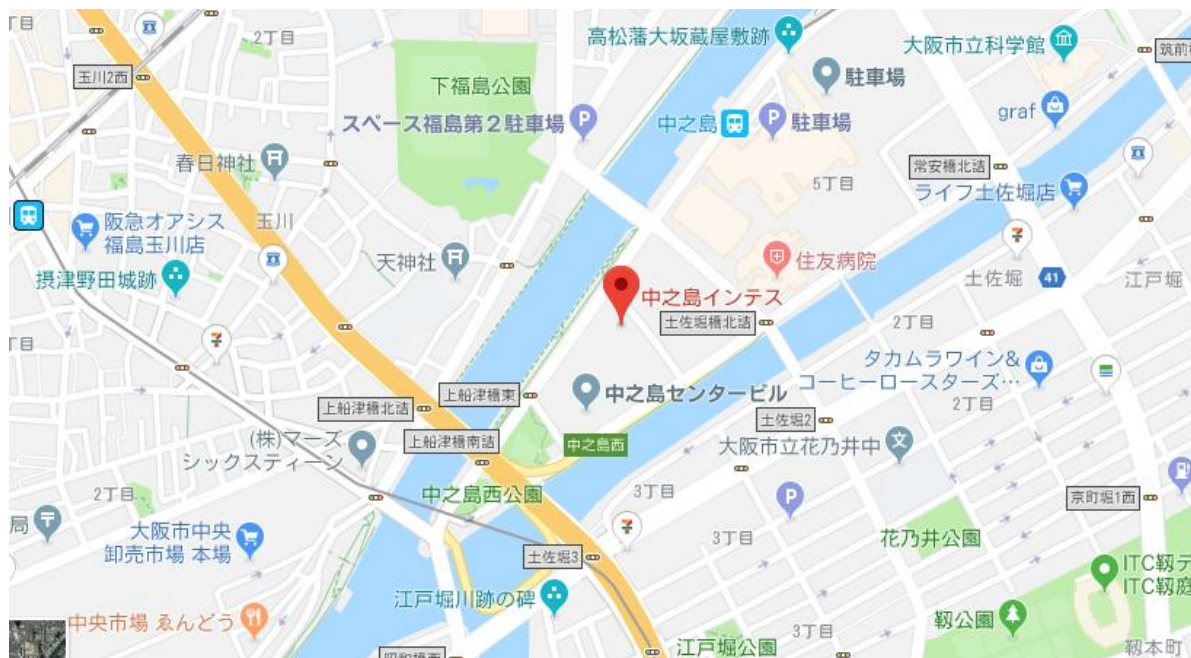 丁目
2丁目
高松藩大坂蔵屋敷跡
大阪市立科学館
筑前
玉川2西
下福島公園
駐車場
スペース福島第2駐車場
中之島
駐車場
graf
春日神社
常安橋北詰
5丁目
ライフ土佐堀店
阪急オアシス
福島玉川店
玉川
天神社
住友病院
摂津野田城跡
土佐堀
41
江戸堀
中之島インテス
土佐堀橋北詰
2丁目
丁目
タカムラワイン&
コーヒーロースターズ…
上船津橋東
中之島センタービル
2丁目
上船津橋北詰
土佐堀2
(株)マーズ
シックスティーン
上船津橋南詰
中之島西
大阪市立花乃井中
2丁目
中之島西公園
3丁目
京町堀1西
局
大阪市中央
卸売市場 本場
3丁目
花乃井公園
土佐堀3
ITC靱テ
ITC靱庭
江戸堀川跡の碑
中央市場 ゑんどう
靱公園
3丁目
江戸堀公園
靱本町